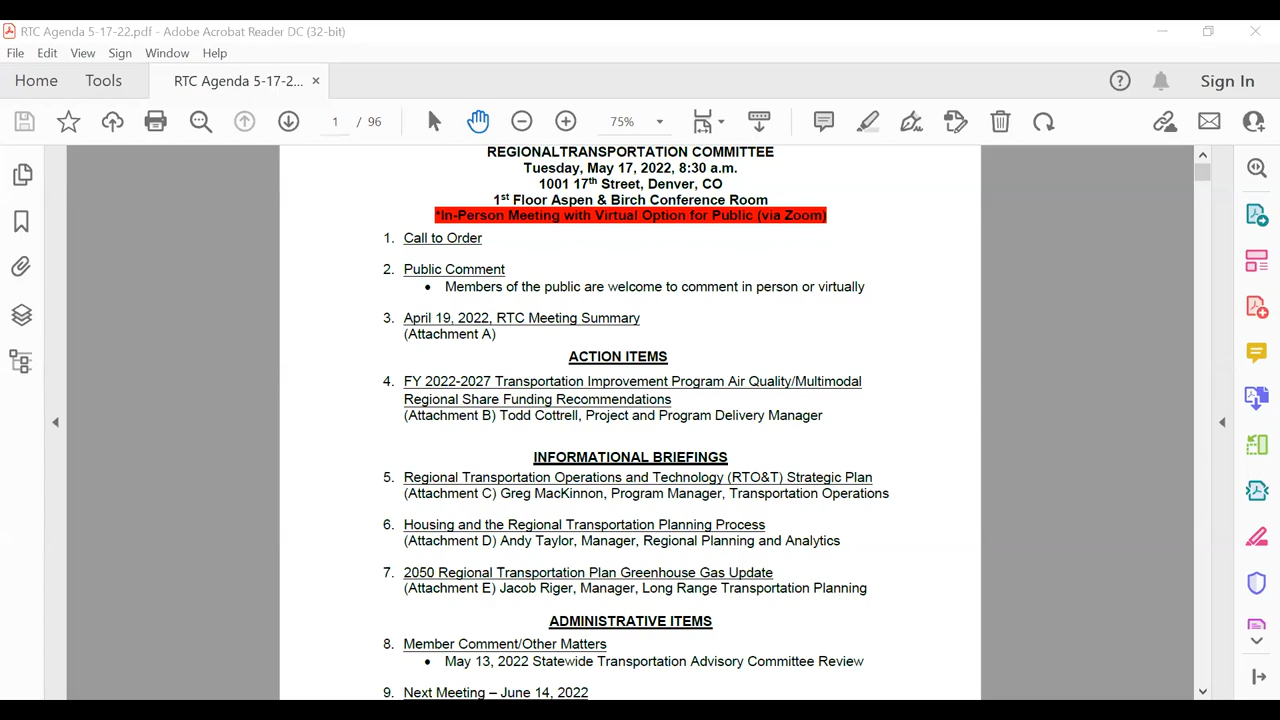 RTC Agenda 5-17-22.pdf - Adobe Acrobat Reader DC (32-bit)
File Edit View Sign Window Help
Home Tools RTC Agenda 5-17-2... × Sign In
1 / 96 75%
REGIONALTRANSPORTATION COMMITTEE
Tuesday, May 17, 2022, 8:30 a.m.
1001 17th Street, Denver, CO
1st Floor Aspen & Birch Conference Room
*In-Person Meeting with Virtual Option for Public (via Zoom)
1. Call to Order
2. Public Comment
• Members of the public are welcome to comment in person or virtually
3. April 19, 2022, RTC Meeting Summary
(Attachment A)
ACTION ITEMS
4. FY 2022-2027 Transportation Improvement Program Air Quality/Multimodal
Regional Share Funding Recommendations
(Attachment B) Todd Cottrell, Project and Program Delivery Manager
INFORMATIONAL BRIEFINGS
5. Regional Transportation Operations and Technology (RTO&T) Strategic Plan
(Attachment C) Greg MacKinnon, Program Manager, Transportation Operations
6. Housing and the Regional Transportation Planning Process
(Attachment D) Andy Taylor, Manager, Regional Planning and Analytics
7. 2050 Regional Transportation Plan Greenhouse Gas Update
(Attachment E) Jacob Riger, Manager, Long Range Transportation Planning
ADMINISTRATIVE ITEMS
8. Member Comment/Other Matters
• May 13, 2022 Statewide Transportation Advisory Committee Review
9. Next Meeting – June 14, 2022